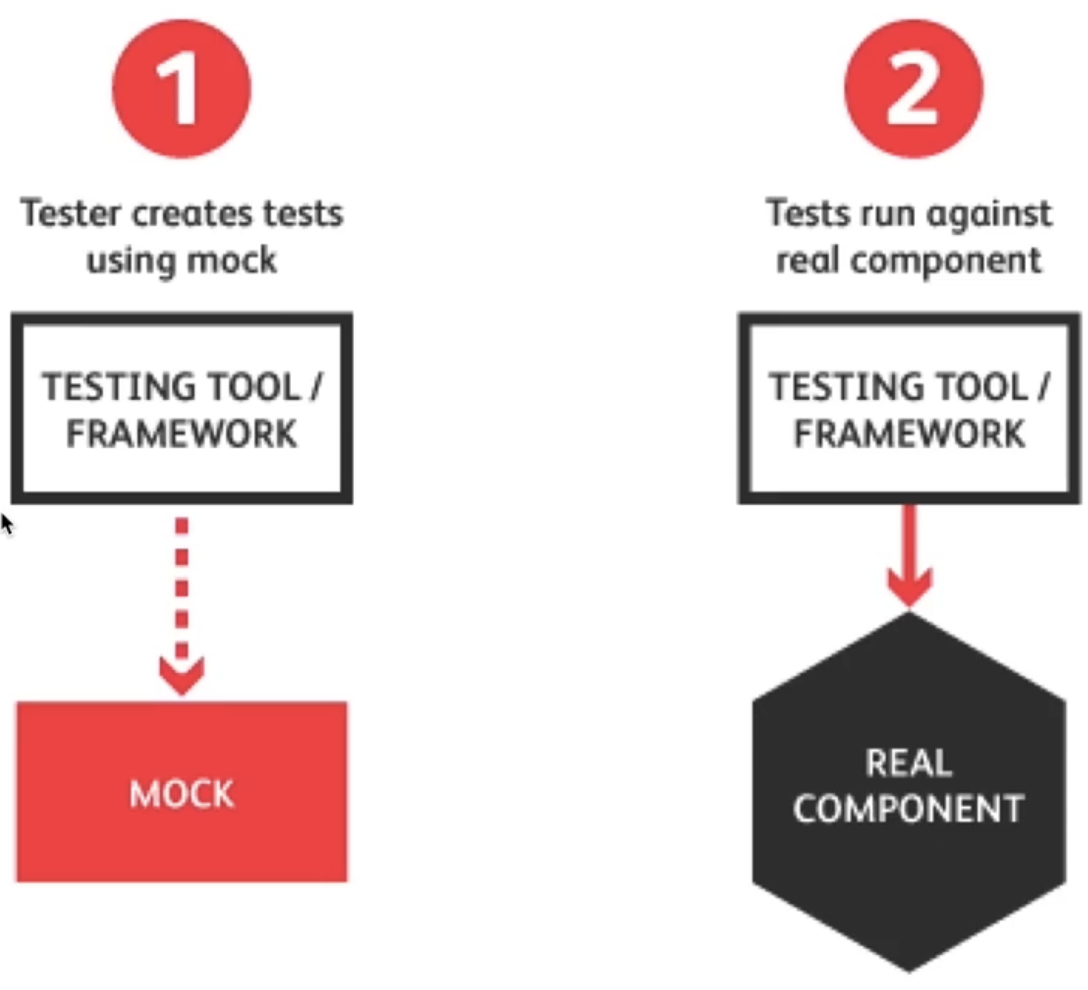 1
Tester creates tests
using mock
TESTING TOOL /
FRAMEWORK
MOCK
2
Tests run against
real component
TESTING TOOL /
FRAMEWORK
REAL
COMPONENT